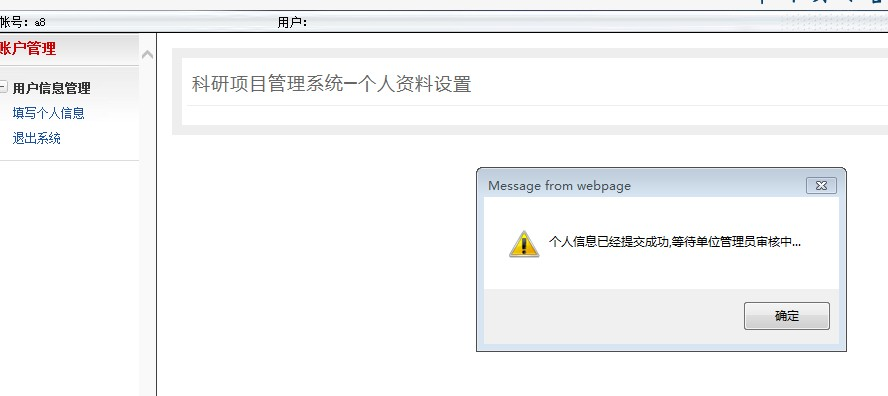 帐号: a8
用户:
账户管理
用户信息管理
填写个人信息
退出系统
科研项目管理系统—个人资料设置
Message from webpage
个人信息已经提交成功,等待单位管理员审核中...
确定